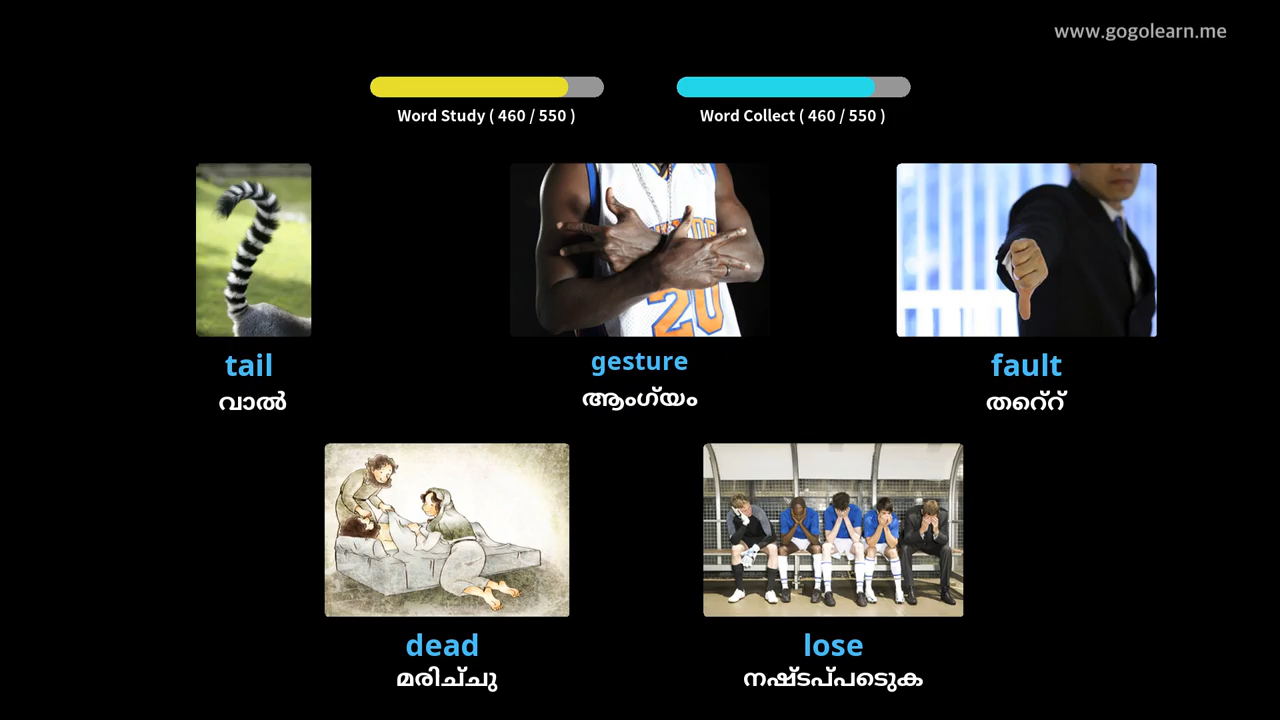 www.gogolearn.me
Word Study ( 460 / 550 )
Word Collect ( 460 / 550 )
20
tail
gesture
fault
വാൽ
ആംഗ്യം
തെറ്റ്
dead
lose
മരിച്ചു
നഷ്ടപ്പെടുക